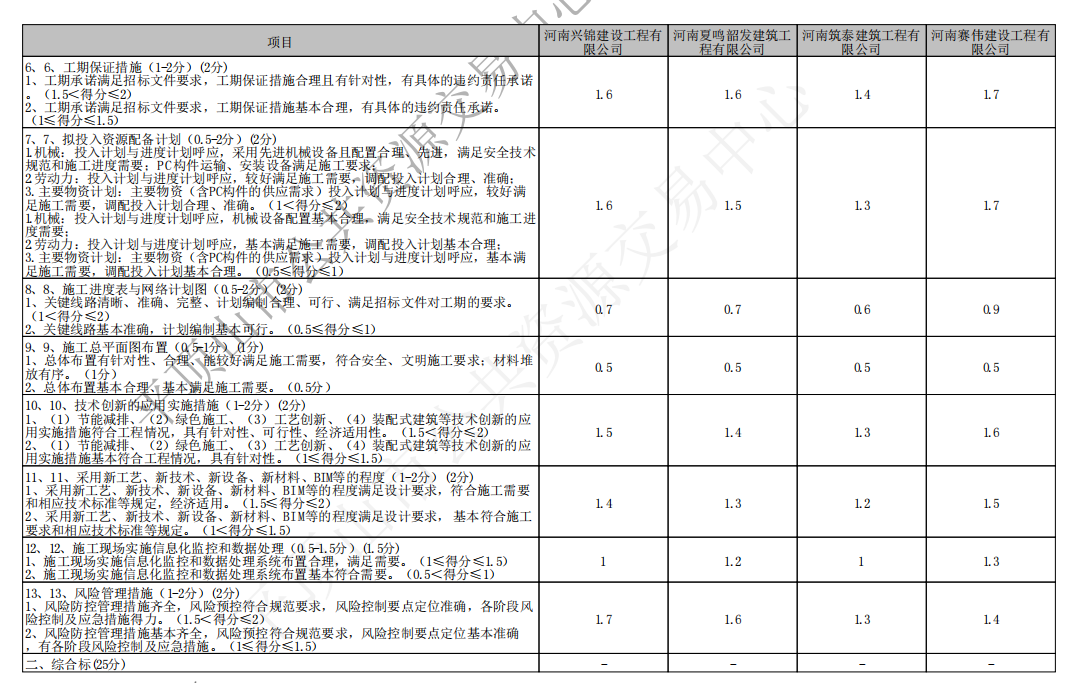 项目
河南兴锦建设工程有
限公司
河南夏鸣韶发建筑工
程有限公司
河南筑泰建筑工程有
限公司
河南赛伟建设工程有
限公司
6、6、工期保证措施（1-2分）(2分)
1、工期承诺满足招标文件要求，工期保证措施合理且有针对性，有具体的违约责任承诺
。（1.5＜得分≤2）
2、工期承诺满足招标文件要求，工期保证措施基本合理，有具体的违约责任承诺。
（1≤得分≤1.5）
1.6
1.6
1.4
1.7
7、7、拟投入资源配备计划（0.5-2分）(2分)
1.机械：投入计划与进度计划呼应，采用先进机械设备且配置合理、先进，满足安全技术
规范和施工进度需要；PC构件运输、安装设备满足施工要求；
2.劳动力：投入计划与进度计划呼应，较好满足施工需要，调配投入计划合理、准确；
3.主要物资计划：主要物资（含PC构件的供应需求）投入计划与进度计划呼应，较好满
足施工需要，调配投入计划合理、准确。（1＜得分≤2）
1.机械：投入计划与进度计划呼应，机械设备配置基本合理，满足安全技术规范和施工进
度需要；
2.劳动力：投入计划与进度计划呼应，基本满足施工需要，调配投入计划基本合理；
3.主要物资计划：主要物资（含PC构件的供应需求）投入计划与进度计划呼应，基本满
足施工需要，调配投入计划基本合理。（0.5≤得分≤1）
1.6
1.5
1.3
1.7
8、8、施工进度表与网络计划图（0.5-2分）(2分)
1、关键线路清晰、准确、完整、计划编制合理、可行、满足招标文件对工期的要求。
（1＜得分≤2）
2、关键线路基本准确，计划编制基本可行。（0.5≤得分≤1）
0.7
0.7
0.6
0.9
9、9、施工总平面图布置（0.5-1分）(1分)
1、总体布置有针对性、合理、能较好满足施工需要，符合安全、文明施工要求；材料堆
放有序。（1分）
2、总体布置基本合理、基本满足施工需要。（0.5分）
0.5
0.5
0.5
0.5
10、10、技术创新的应用实施措施（1-2分）(2分)
1、（1）节能减排、（2）绿色施工、（3）工艺创新、（4）装配式建筑等技术创新的应
用实施措施符合工程情况，具有针对性、可行性、经济适用性。（1.5＜得分≤2）
2、（1）节能减排、（2）绿色施工、（3）工艺创新、（4）装配式建筑等技术创新的应
用实施措施基本符合工程情况，具有针对性。（1≤得分≤1.5）
1.5
1.4
1.3
1.6
11、11、采用新工艺、新技术、新设备、新材料、BIM等的程度（1-2分）(2分)
1、采用新工艺、新技术、新设备、新材料、BIM等的程度满足设计要求，符合施工需要
和相应技术标准等规定，经济适用。（1.5≤得分≤2）
2、采用新工艺、新技术、新设备、新材料、BIM等的程度满足设计要求， 基本符合施工
要求和相应技术标准等规定。（1＜得分≤1.5）
1.4
1.3
1.2
1.5
12、12、施工现场实施信息化监控和数据处理（0.5-1.5分）(1.5分)
1、施工现场实施信息化监控和数据处理系统布置合理，满足需要。（1≤得分≤1.5）
2、施工现场实施信息化监控和数据处理系统布置基本符合需要。（0.5＜得分≤1）
1
1.2
1
1.3
13、13、风险管理措施（1-2分）(2分)
1、风险防控管理措施齐全，风险预控符合规范要求，风险控制要点定位准确，各阶段风
险控制及应急措施得力。（1.5＜得分≤2）
2、风险防控管理措施基本齐全，风险预控符合规范要求，风险控制要点定位基本准确
，有各阶段风险控制及应急措施。（1≤得分≤1.5）
1.7
1.6
1.3
1.4
二、综合标(25分)
-
-
-
-
平顶山市公共资源交易中心
平顶山市公共资源交易中心